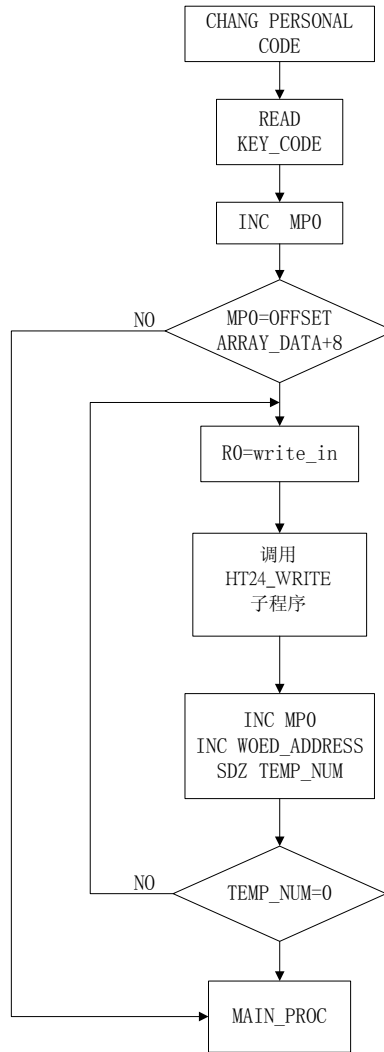 CHANG PERSONAL
CODE
READ
KEY_CODE
INC MP0
NO
MP0=OFFSET
ARRAY_DATA+8
R0=write_in
调用
HT24_WRITE
子程序
INC MP0
INC WOED_ADDRESS
SDZ TEMP_NUM
NO
TEMP_NUM=0
MAIN_PROC